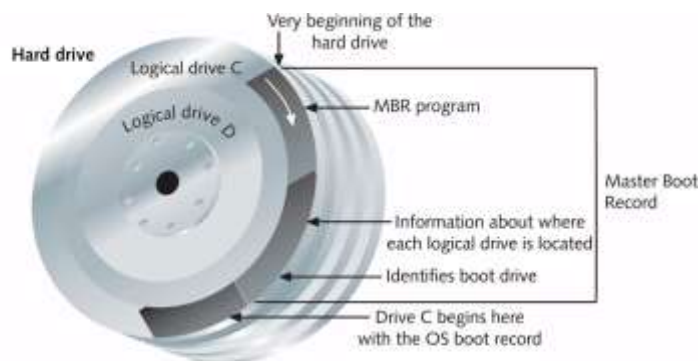 Very beginning of the
hard drive
Hard drive
Logical drive C
MBR program
Logical drive D
Master Boot
Record
Information about where
each logical drive is located
Identifies boot drive
Drive C begins here
with the OS boot record